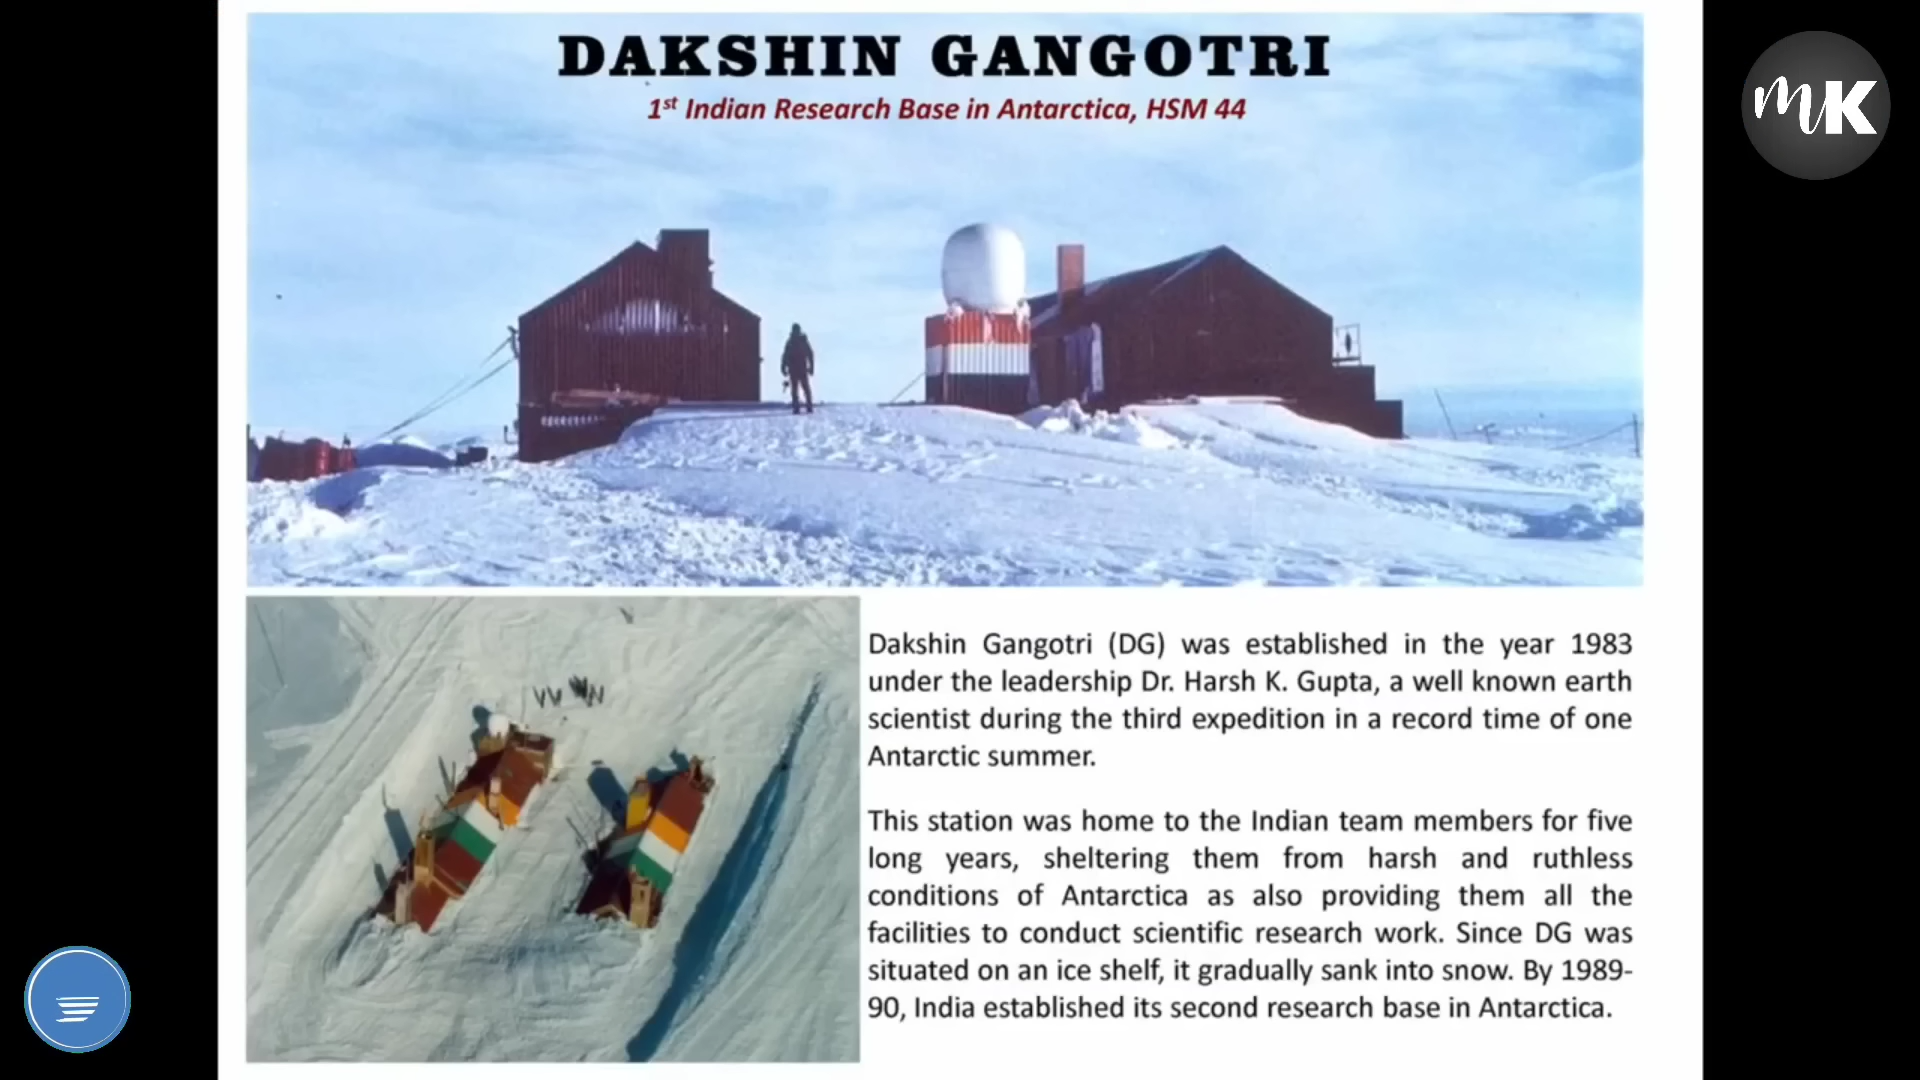 DAKSHIN GANGOTRI
1st Indian Research Base in Antarctica, HSM 44
MK
Dakshin Gangotri (DG) was established in the year 1983
under the leadership Dr. Harsh K. Gupta, a well known earth
scientist during the third expedition in a record time of one
Antarctic summer.
This station was home to the Indian team members for five
long years, sheltering them from harsh and ruthless
conditions of Antarctica as also providing them all the
facilities to conduct scientific research work. Since DG was
situated on an ice shelf, it gradually sank into snow. By 1989-
90, India established its second research base in Antarctica.